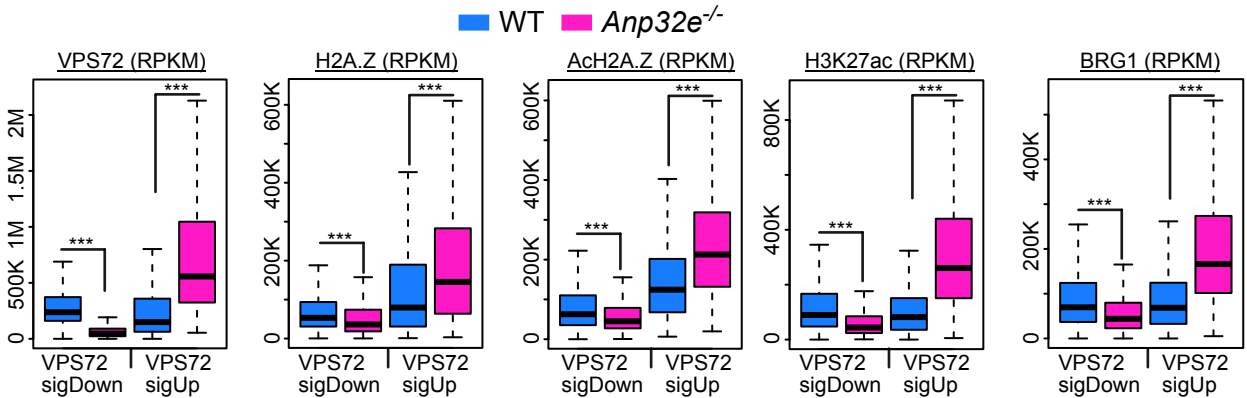 WT Anp32e-/-
VPS72 (RPKM)
2M
1.5M
1M
500K
0
***
***
VPS72 VPS72
sigDown sigUp
H2A.Z (RPKM)
600K
400K
200K
0
***
***
VPS72 VPS72
sigDown sigUp
AcH2A.Z (RPKM)
600K
400K
200K
0
***
***
VPS72 VPS72
sigDown sigUp
H3K27ac (RPKM)
800K
400K
0
***
***
VPS72 VPS72
sigDown sigUp
BRG1 (RPKM)
400K
200K
0
***
***
VPS72 VPS72
sigDown sigUp